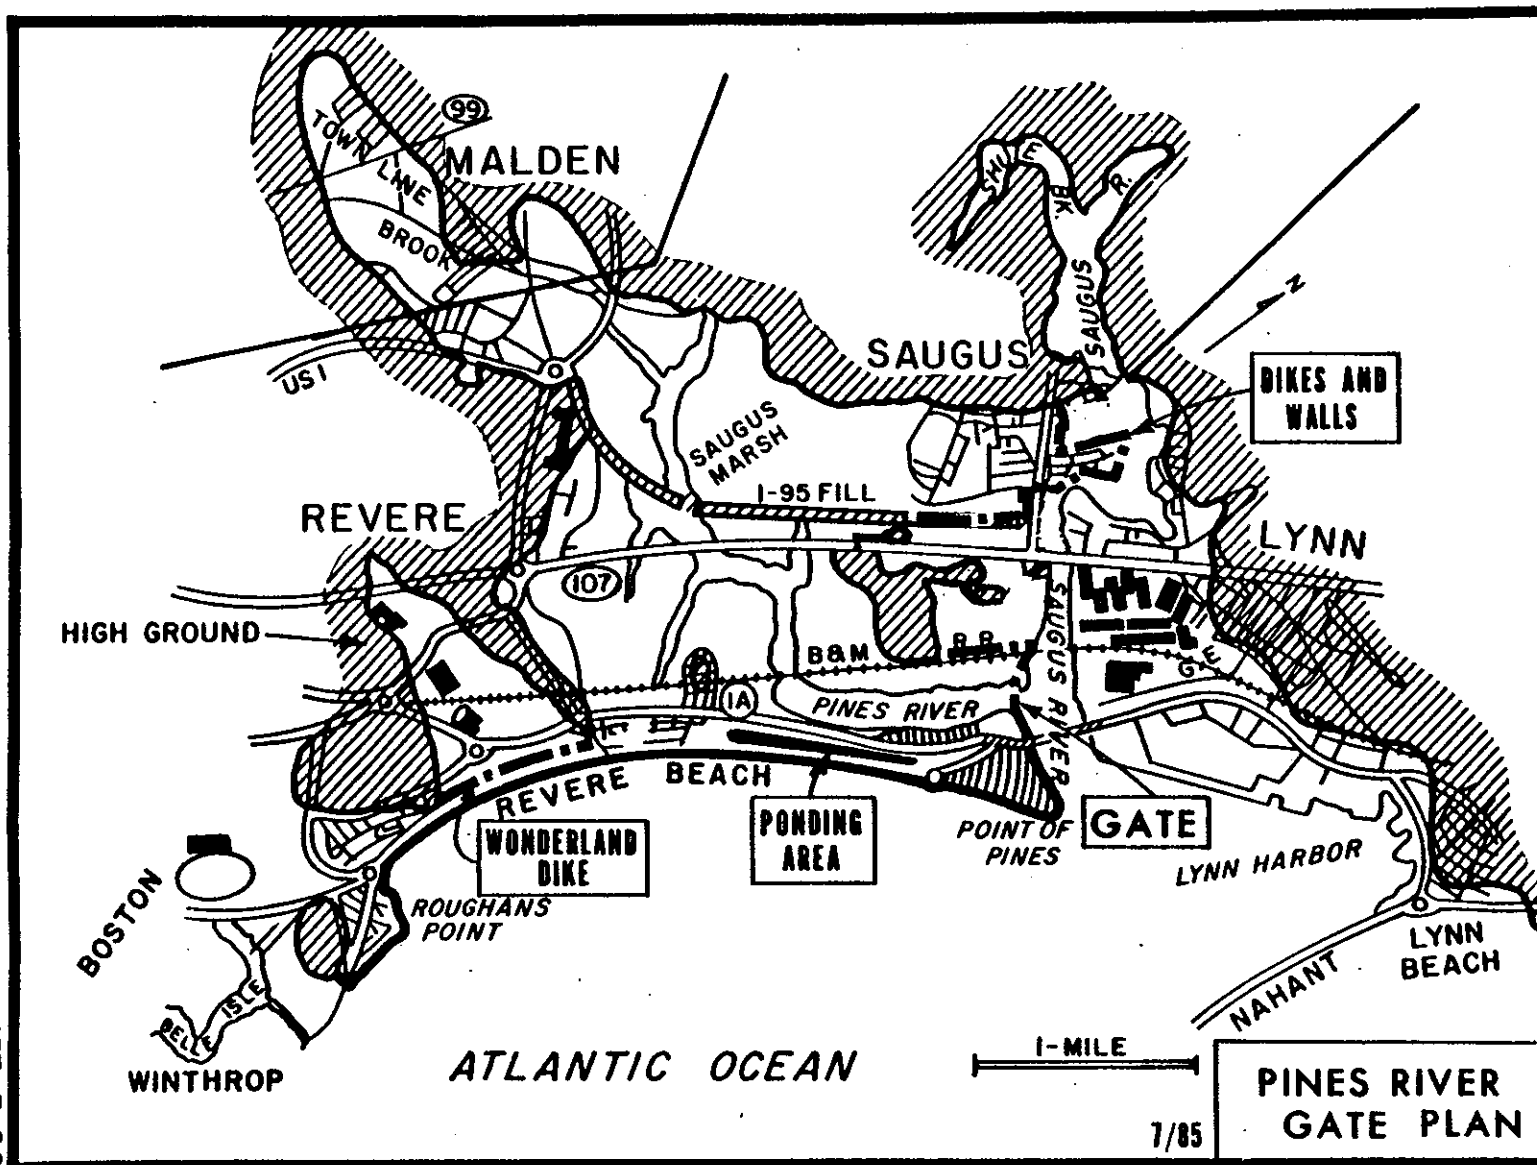 99
MALDEN
TOWN
LINE
BROOK
SHUTE
BK.
R.
SAUGUS
N
US 1
SAUGUS
DIKES AND
WALLS
SAUGUS
MARSH
I-95 FILL
REVERE
LYNN
107
HIGH GROUND
B&M
R.R.
SAUGUS RIVER
G E
1A
PINES RIVER
REVERE BEACH
WONDERLAND
DIKE
PONDING
AREA
POINT OF
PINES
GATE
LYNN HARBOR
BOSTON
ROUGHANS
POINT
LYNN
BEACH
NAHANT
BELLE ISLE
WINTHROP
ATLANTIC OCEAN
1-MILE
7/85
PINES RIVER
GATE PLAN